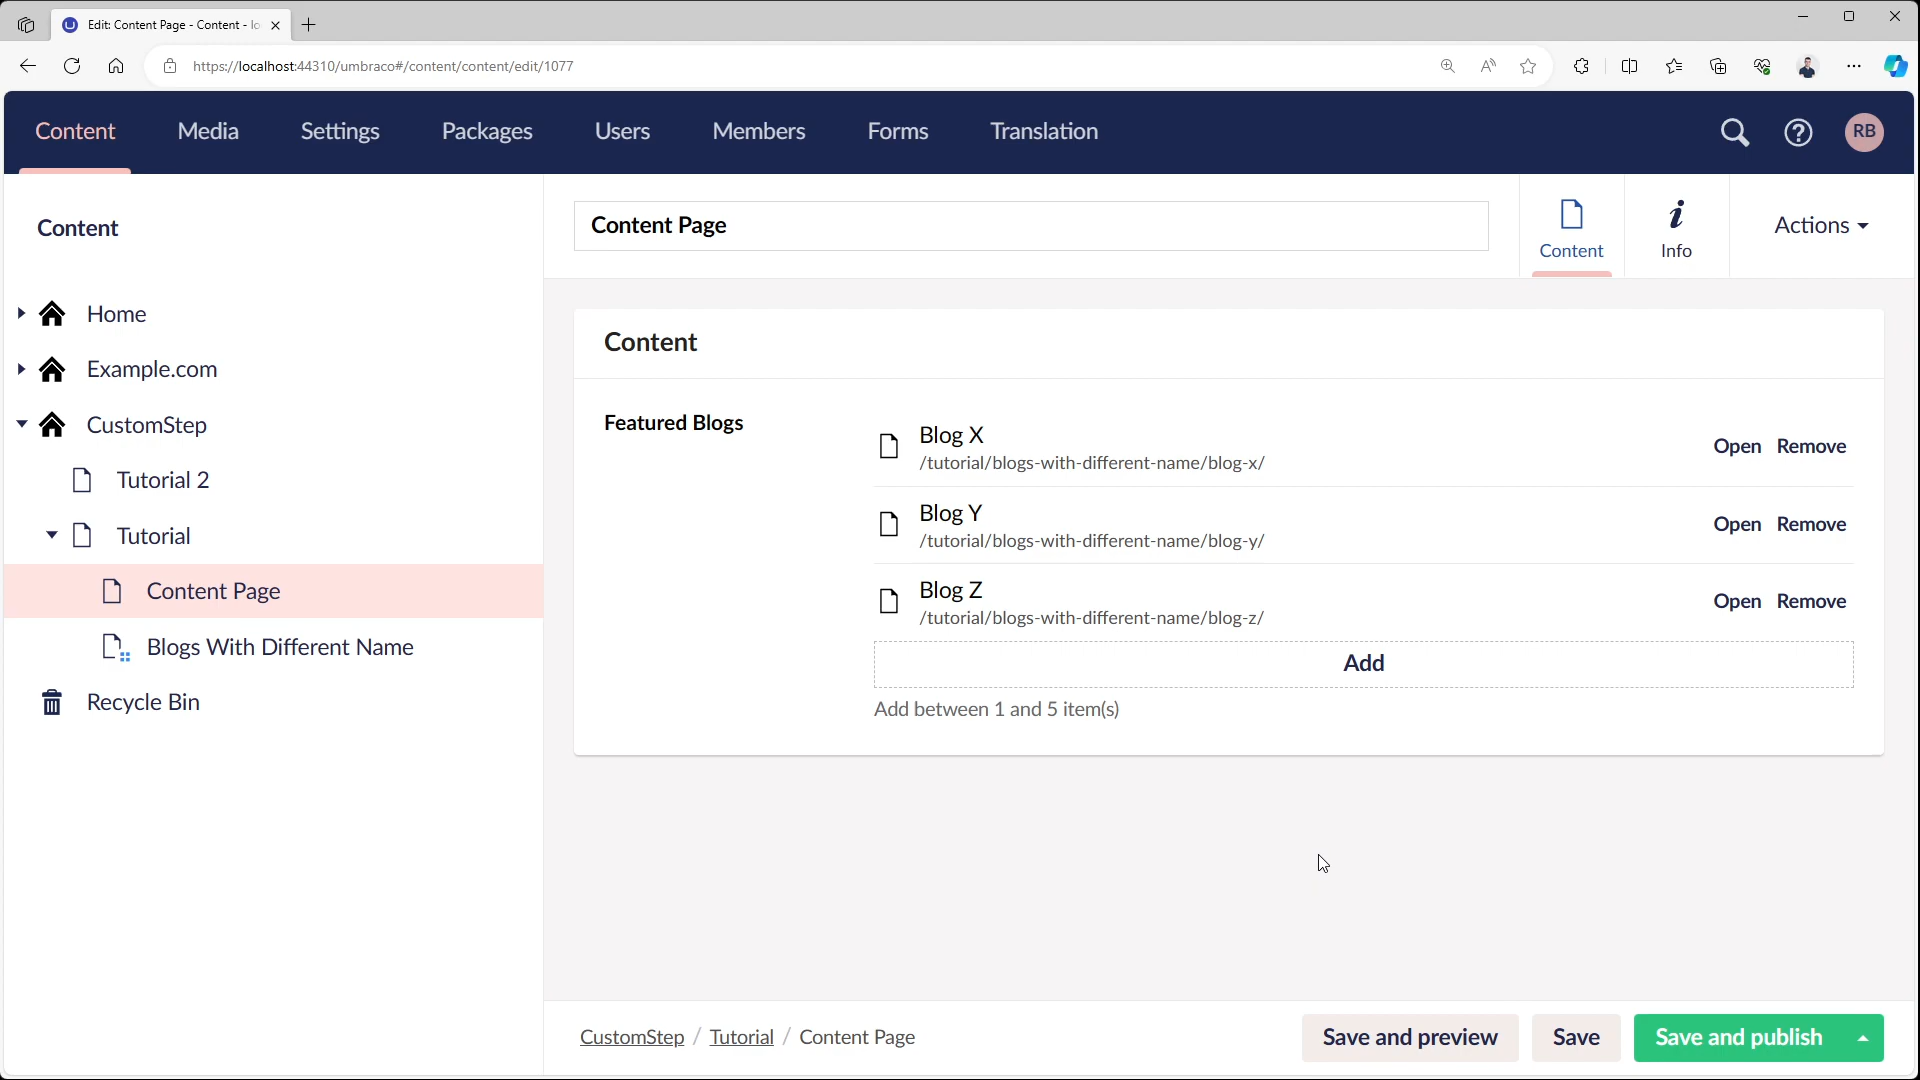 Edit: Content Page - Content - lo
https://localhost:44310/umbraco#/content/content/edit/1077
Content Media Settings Packages Users Members Forms Translation RB
Content
Home
Example.com
CustomStep
Tutorial 2
Tutorial
Content Page
Blogs With Different Name
Recycle Bin
Content Page
Content
Info
Actions
Content
Featured Blogs
Blog X
/tutorial/blogs-with-different-name/blog-x/
Open Remove
Blog Y
/tutorial/blogs-with-different-name/blog-y/
Open Remove
Blog Z
/tutorial/blogs-with-different-name/blog-z/
Open Remove
Add
Add between 1 and 5 item(s)
CustomStep / Tutorial / Content Page
Save and preview
Save
Save and publish